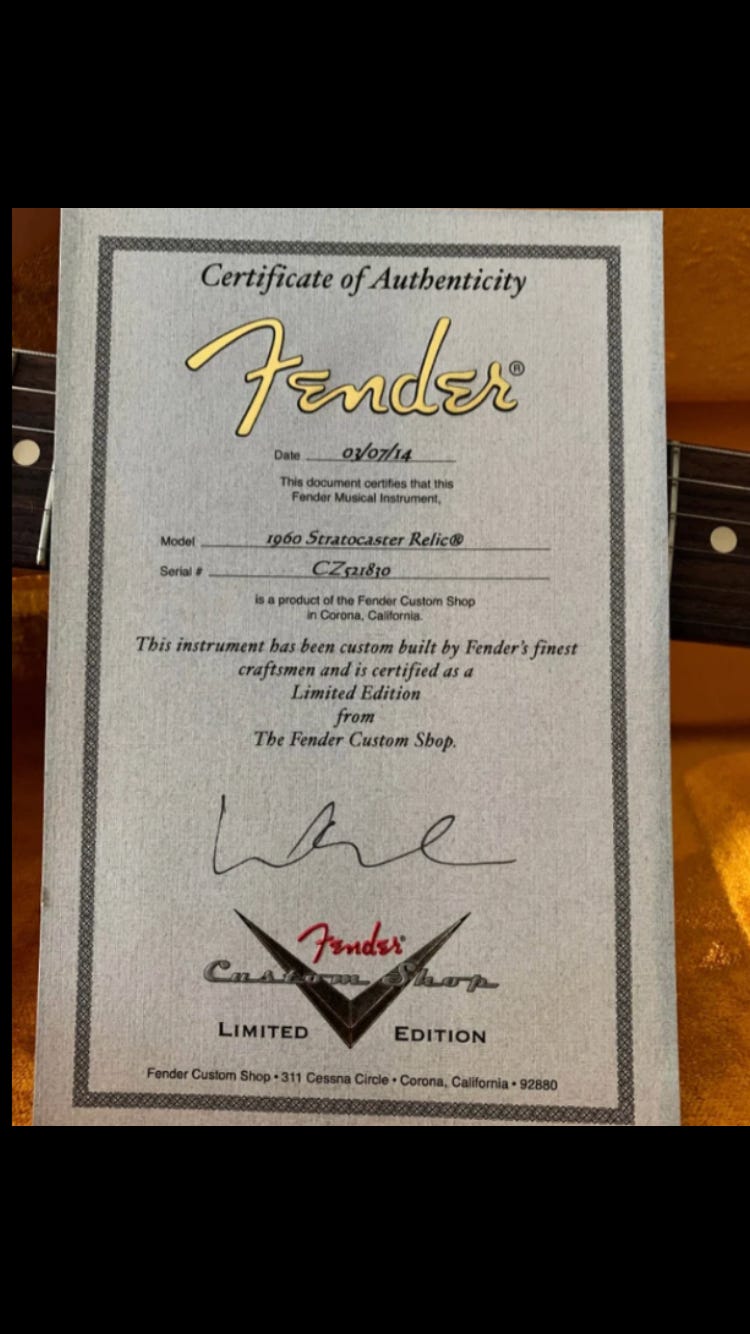 Certificate of Authenticity
Fender®
Date 03/07/14
This document certifies that this
Fender Musical Instrument,
Model 1960 Stratocaster Relic®
Serial # CZ521830
is a product of the Fender Custom Shop
in Corona, California.
This instrument has been custom built by Fender's finest
craftsmen and is certified as a
Limited Edition
from
The Fender Custom Shop.
Fender®
Custom Shop
LIMITED EDITION
Fender Custom Shop • 311 Cessna Circle • Corona, California • 92880